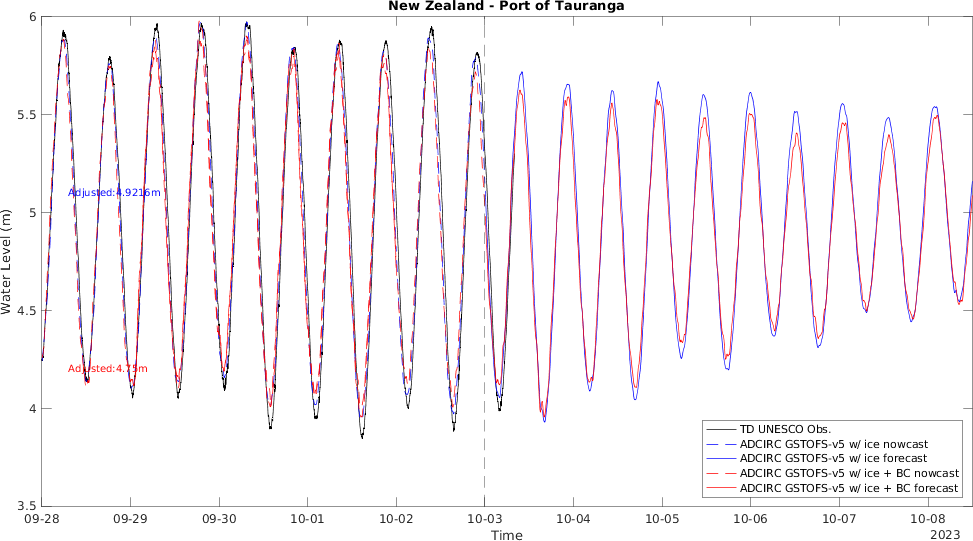 New Zealand - Port of Tauranga
6
5.5
5
4.5
4
3.5
Water Level (m)
Adjusted:4.9216m
Adjusted:4.75m
TD UNESCO Obs.
ADCIRC GSTOFS-v5 w/ ice nowcast
ADCIRC GSTOFS-v5 w/ ice forecast
ADCIRC GSTOFS-v5 w/ ice + BC nowcast
ADCIRC GSTOFS-v5 w/ ice + BC forecast
09-28 09-29 09-30 10-01 10-02 10-03 10-04 10-05 10-06 10-07 10-08
2023
Time